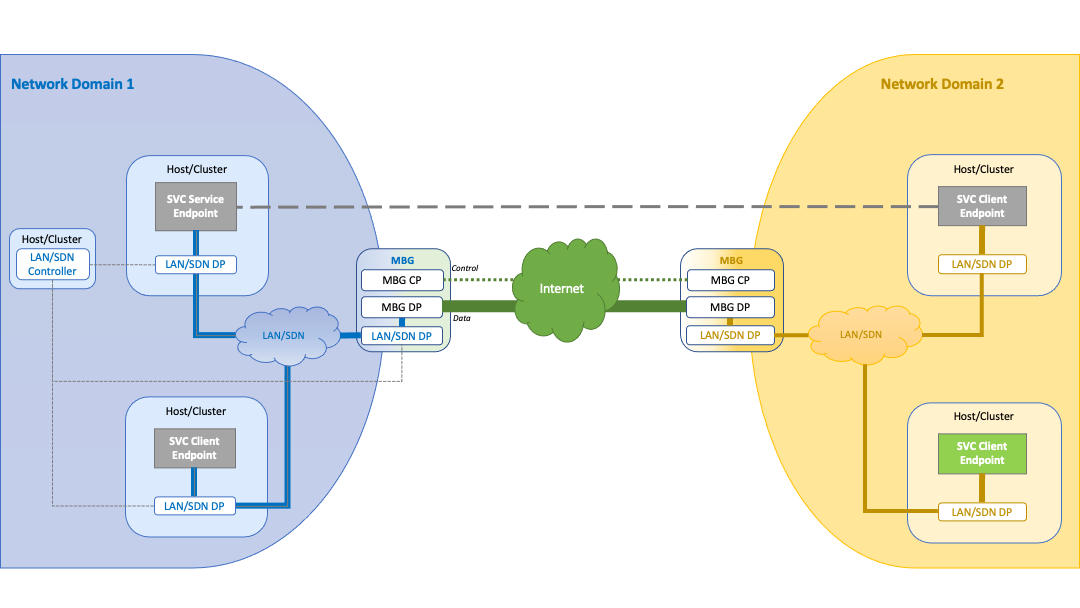 Network Domain 1
Network Domain 2
Host/Cluster
SVC Service
Endpoint
LAN/SDN DP
Host/Cluster
SVC Client
Endpoint
LAN/SDN DP
Host/Cluster
LAN/SDN
Controller
MBG
MBG CP
MBG DP
LAN/SDN DP
Control
Data
Internet
MBG
MBG CP
MBG DP
LAN/SDN DP
LAN/SDN
LAN/SDN
Host/Cluster
SVC Client
Endpoint
LAN/SDN DP
Host/Cluster
SVC Client
Endpoint
LAN/SDN DP